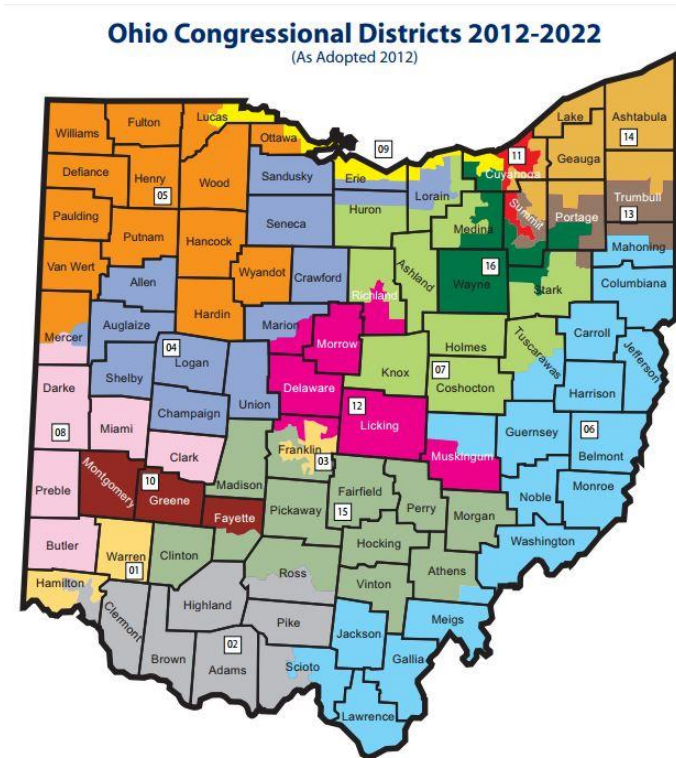 Ohio Congressional Districts 2012-2022
(As Adopted 2012)
Williams
Fulton
Lucas
Ottawa
Lake
Ashtabula
14
Geauga
Defiance
Henry
05
Wood
Sandusky
Erie
09
Lorain
11
Cuyahoga
Trumbull
13
Paulding
Putnam
Hancock
Seneca
Huron
Medina
Summit
Portage
Mahoning
Van Wert
Allen
Wyandot
Crawford
Richland
Ashland
Wayne
16
Stark
Columbiana
Mercer
Auglaize
Hardin
Marion
Morrow
Holmes
Tuscarawas
Carroll
Jefferson
Shelby
04
Logan
Union
Delaware
Knox
07
Coshocton
Harrison
Darke
08
Miami
Champaign
Clark
Madison
Franklin
03
12
Licking
Muskingum
Guernsey
06
Belmont
Preble
Montgomery
10
Greene
Fayette
Pickaway
Fairfield
15
Perry
Morgan
Noble
Monroe
Butler
Warren
01
Clinton
Ross
Hocking
Athens
Washington
Hamilton
Clermont
Highland
Pike
Vinton
Meigs
Brown
02
Adams
Scioto
Jackson
Gallia
Lawrence